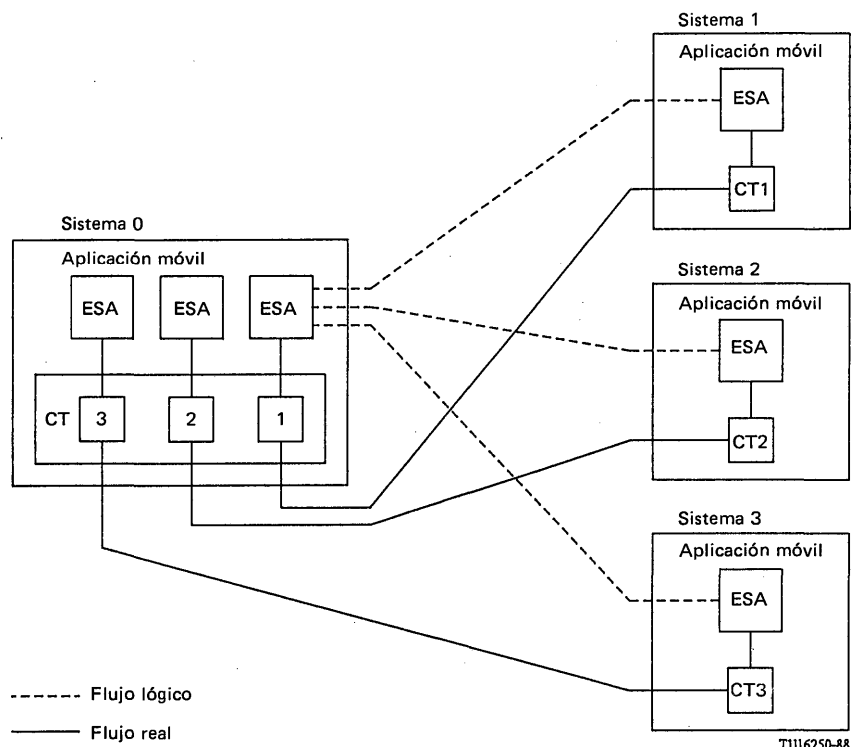 Sistema 1
Aplicación móvil
ESA
CT1
Sistema 0
Aplicación móvil
ESA
ESA
ESA
CT
3
2
1
Sistema 2
Aplicación móvil
ESA
CT2
Sistema 3
Aplicación móvil
ESA
CT3
Flujo lógico
Flujo real
T1116250-88